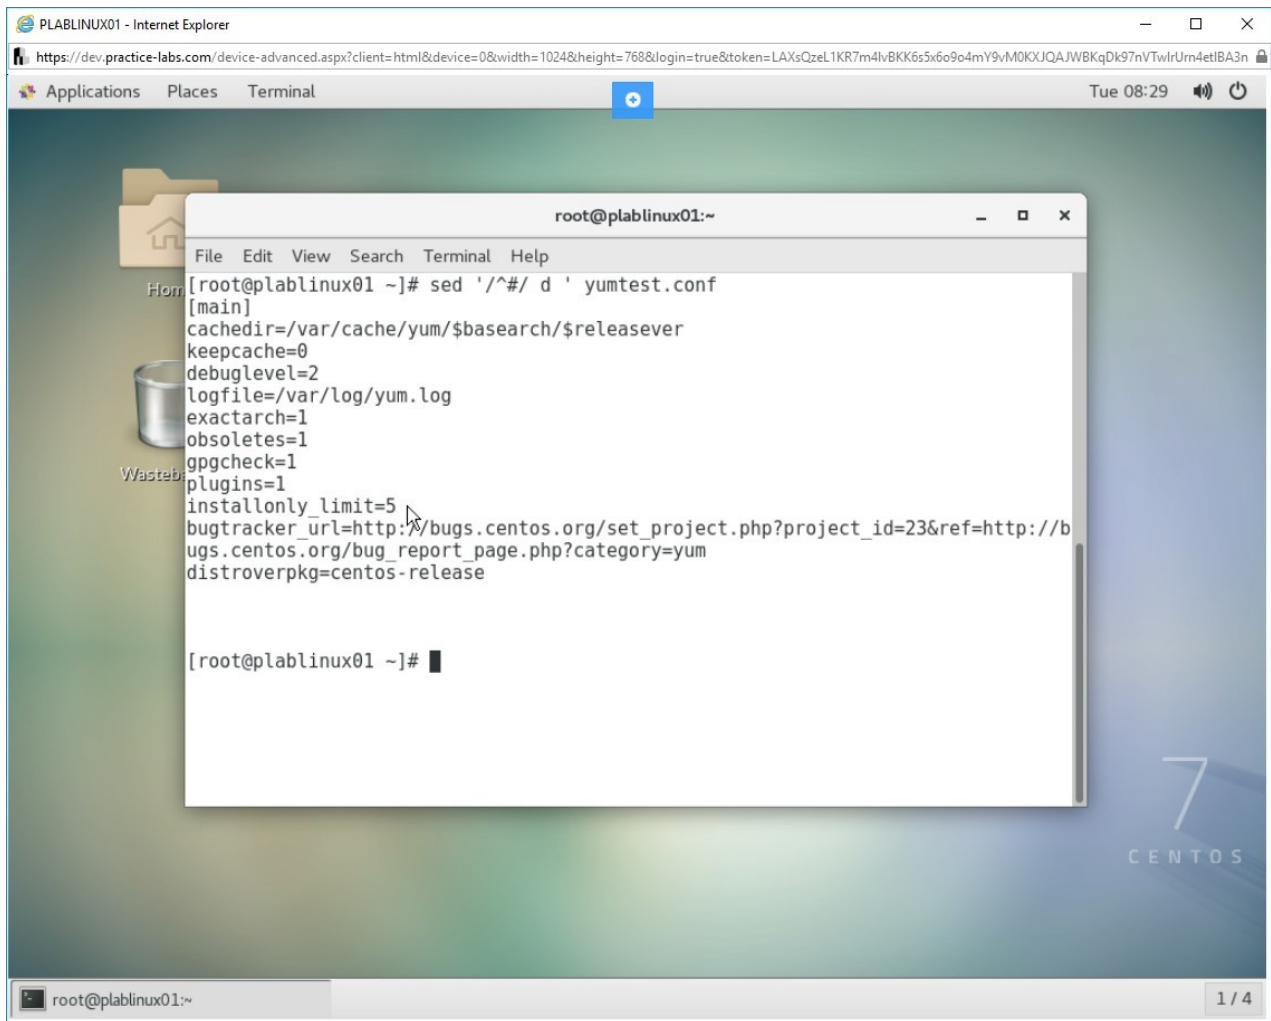 PLABLINUX01 - Internet Explorer
https://dev.practice-labs.com/device-advanced.aspx?client=html&device=0&width=1024&height=768&login=true&token=
Applications Places Terminal Tue 08:29
root@plablinux01:~
File Edit View Search Terminal Help
[root@plablinux01 ~]# sed '/^#/ d ' yumtest.conf
[main]
cachedir=/var/cache/yum/$basearch/$releasever
keepcache=0
debuglevel=2
logfile=/var/log/yum.log
exactarch=1
obsoletes=1
gpgcheck=1
plugins=1
installonly_limit=5
bugtracker_url=http://bugs.centos.org/set_project.php?project_id=23&ref=http://b
ugs.centos.org/bug_report_page.php?category=yum
distroverpkg=centos-release
[root@plablinux01 ~]#
Hom
Wasteb
7
CENTOS
root@plablinux01:~
1 / 4